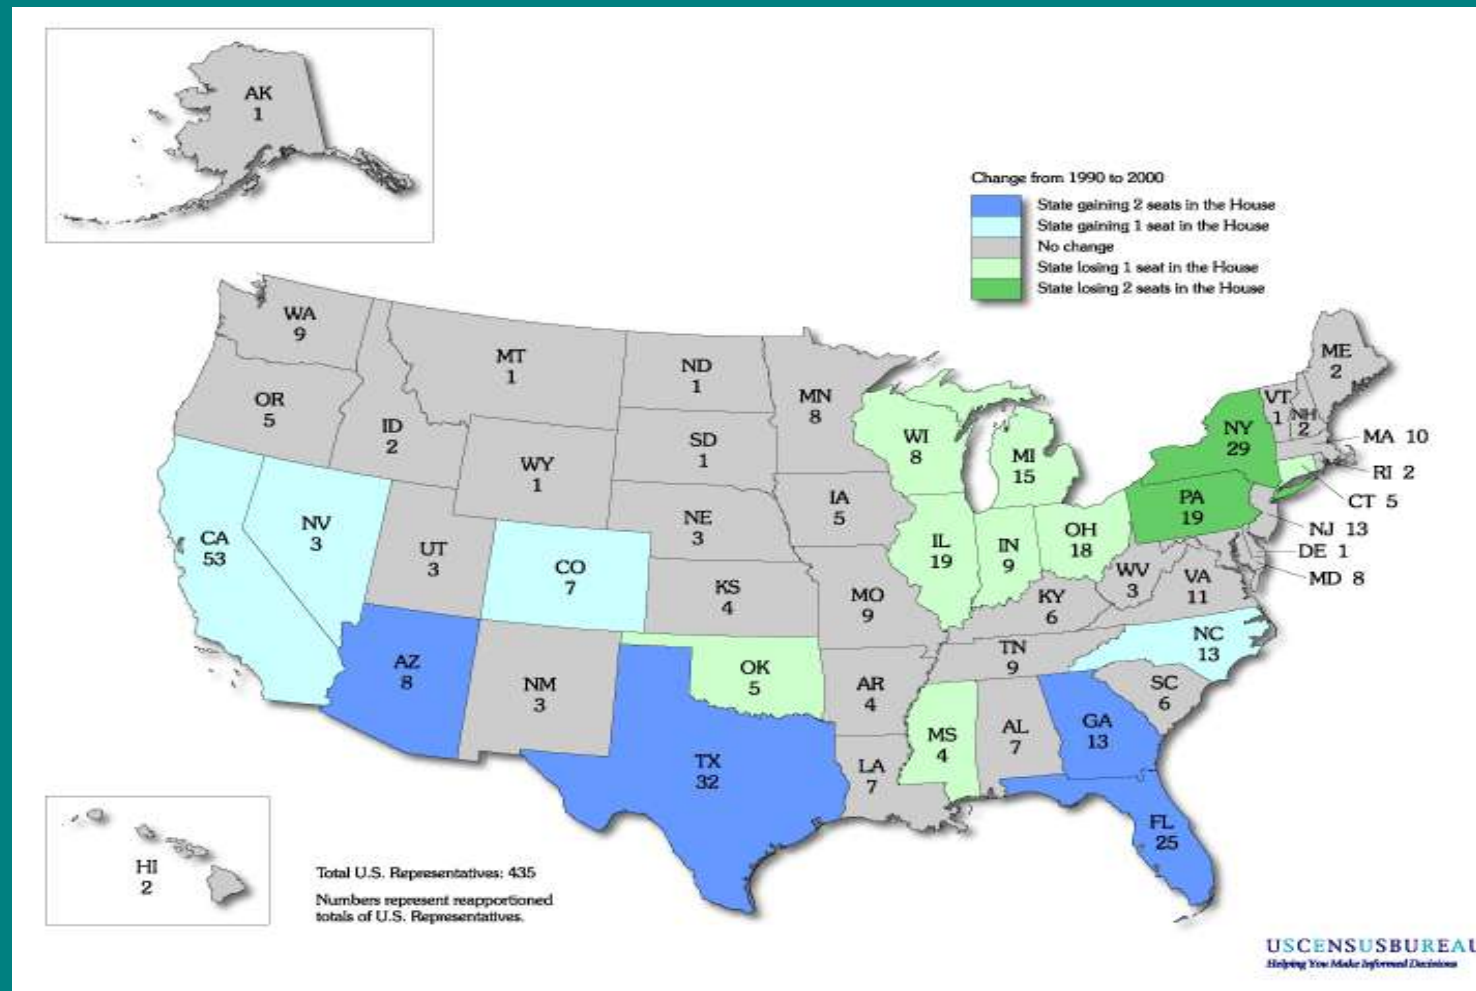 AK
1
Change from 1990 to 2000
State gaining 2 seats in the House
State gaining 1 seat in the House
No change
State losing 1 seat in the House
State losing 2 seats in the House
WA
9
OR
5
ID
2
MT
1
ND
1
MN
8
SD
1
WY
1
WI
8
MI
15
NY
29
VT
1
NH
2
ME
2
MA 10
RI 2
CT 5
NJ 13
DE 1
MD 8
PA
19
CA
53
NV
3
UT
3
CO
7
NE
3
IA
5
IL
19
IN
9
OH
18
WV
3
VA
11
KS
4
MO
9
KY
6
NC
13
TN
9
AZ
8
NM
3
OK
5
AR
4
SC
6
TX
32
LA
7
MS
4
AL
7
GA
13
FL
25
HI
2
Total U.S. Representatives: 435
Numbers represent reapportioned
totals of U.S. Representatives.
USCENSUSBUREAU
Helping You Make Informed Decisions